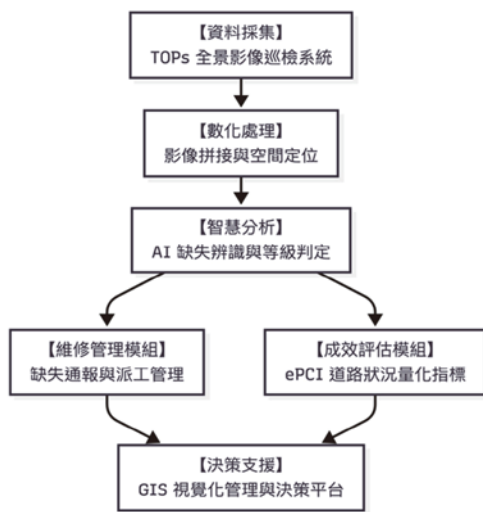 【資料採集】
TOPs 全景影像巡檢系統
【數化處理】
影像拼接與空間定位
【智慧分析】
AI 缺失辨識與等級判定
【維修管理模組】
缺失通報與派工管理
【成效評估模組】
ePCI 道路狀況量化指標
【決策支援】
GIS 視覺化管理與決策平台